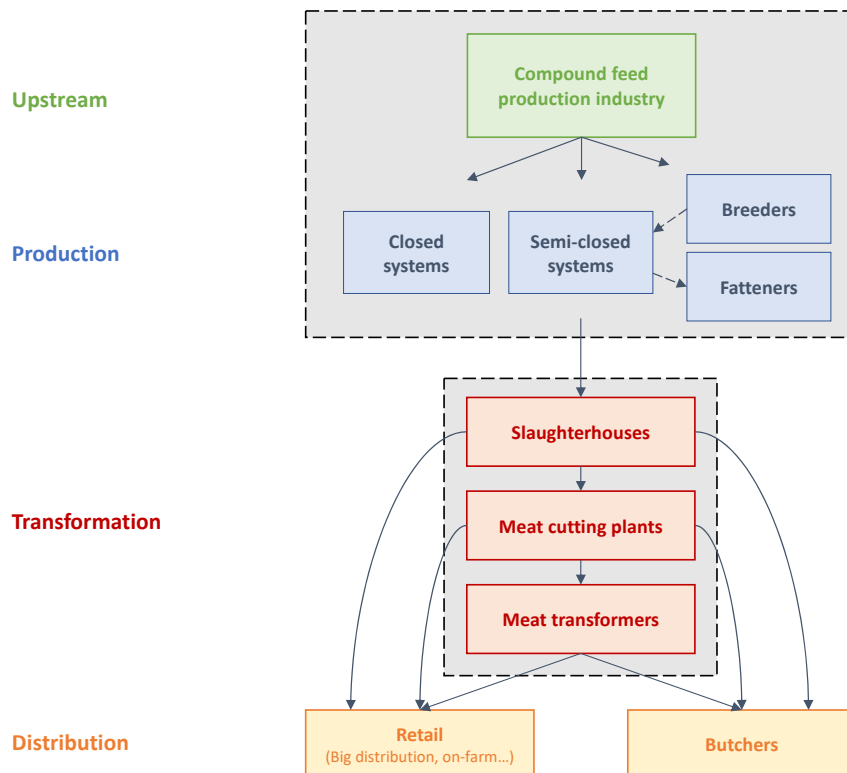 Upstream
Compound feed
production industry
Production
Closed
systems
Semi-closed
systems
Breeders
Fatteners
Transformation
Slaughterhouses
Meat cutting plants
Meat transformers
Distribution
Retail
(Big distribution, on-farm…)
Butchers